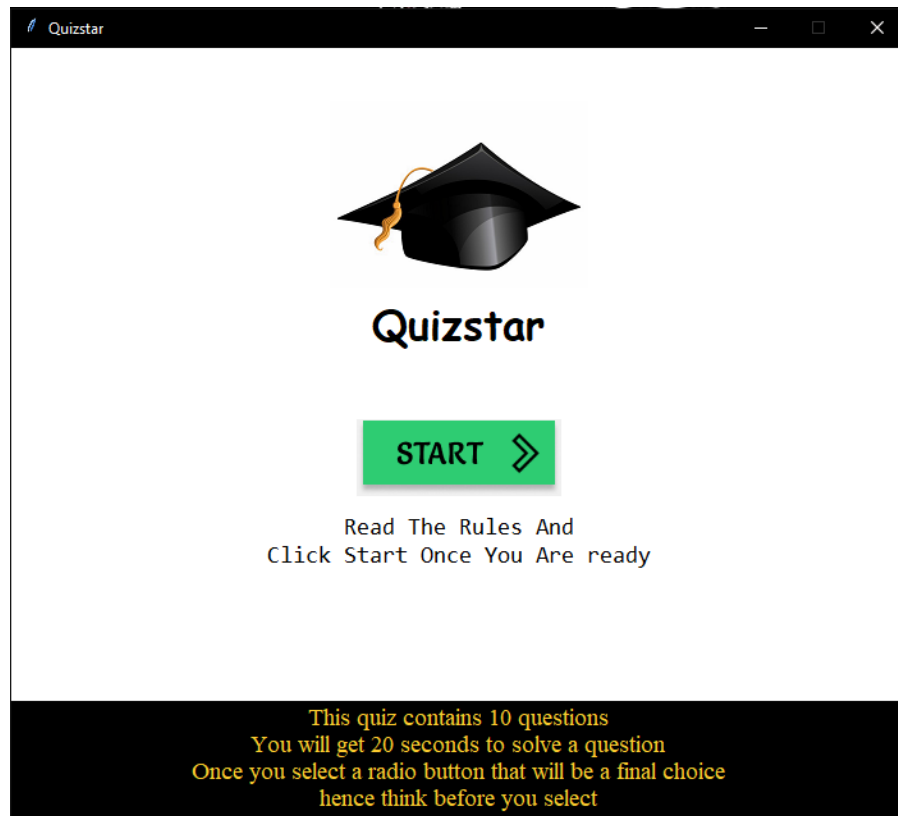 Quizstar
Quizstar
START
Read The Rules And
Click Start Once You Are ready
This quiz contains 10 questions
You will get 20 seconds to solve a question
Once you select a radio button that will be a final choice
hence think before you select